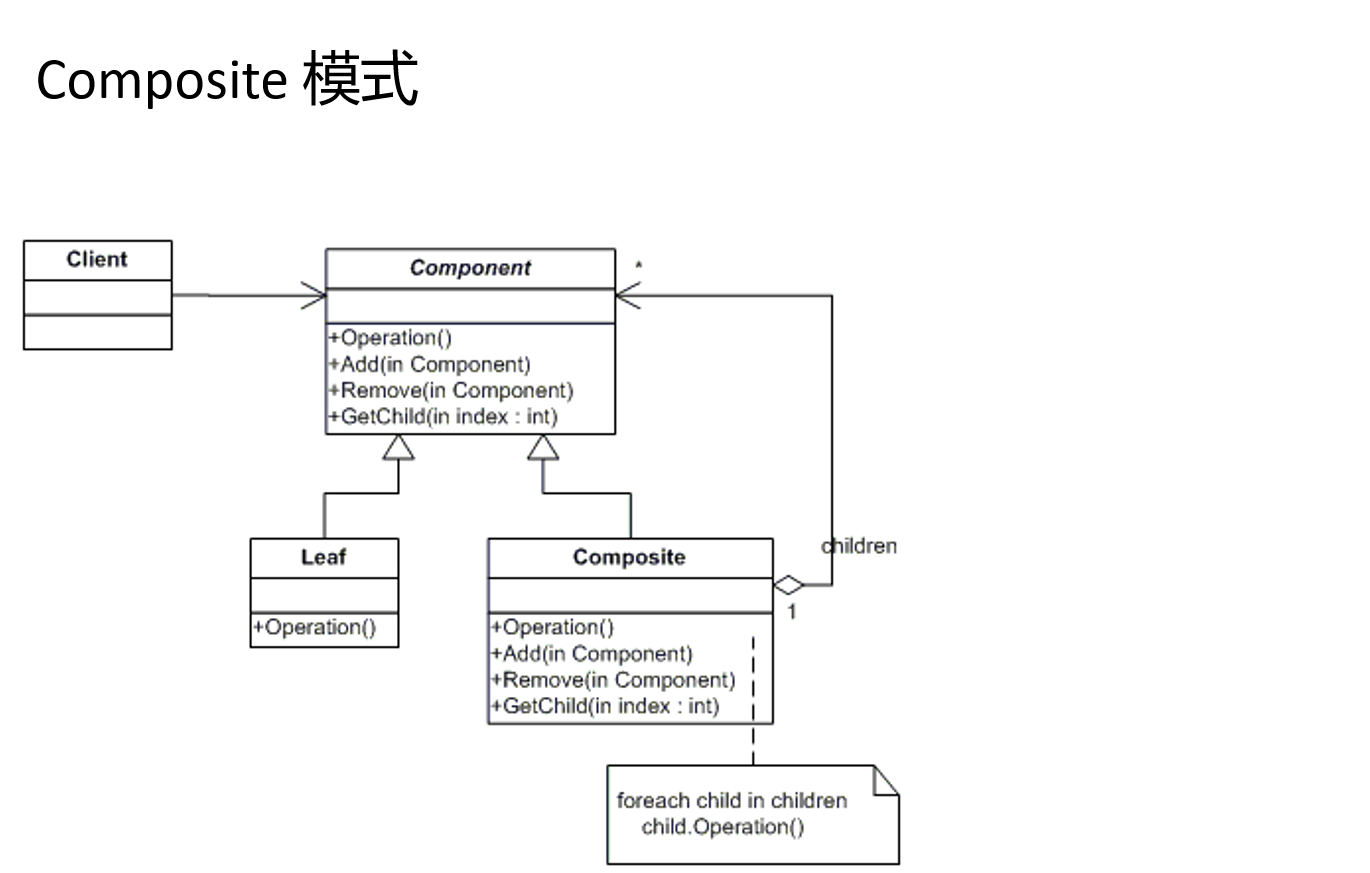 Composite 模式
Client
Component
*
+Operation()
+Add(in Component)
+Remove(in Component)
+GetChild(in index : int)
Leaf
+Operation()
Composite
children
1
+Operation()
+Add(in Component)
+Remove(in Component)
+GetChild(in index : int)
foreach child in children
child.Operation()